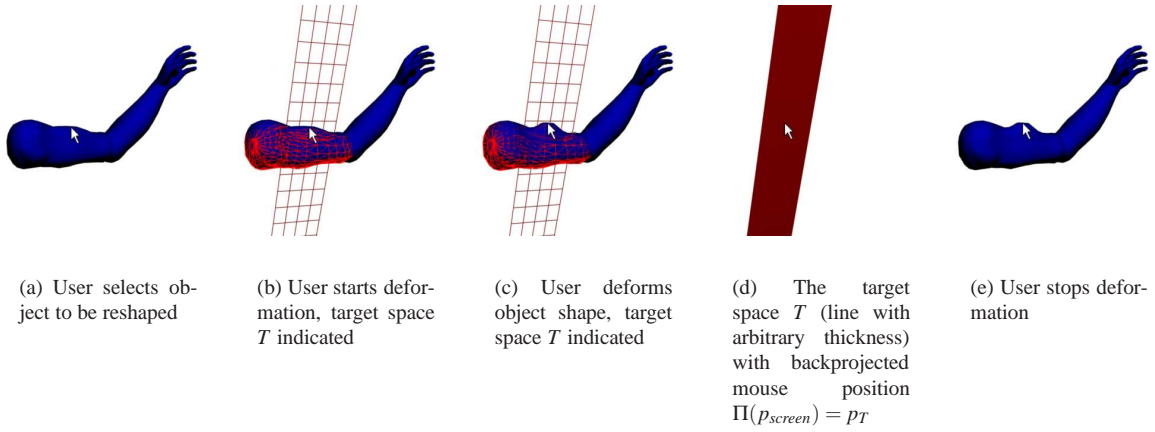 (a) User selects ob-
ject to be reshaped
(b) User starts defor-
mation, target space
T indicated
(c) User deforms
object shape, target
space T indicated
(d) The target
space T (line with
arbitrary thickness)
with backprojected
mouse position
Π(p_screen) = p_T
(e) User stops defor-
mation